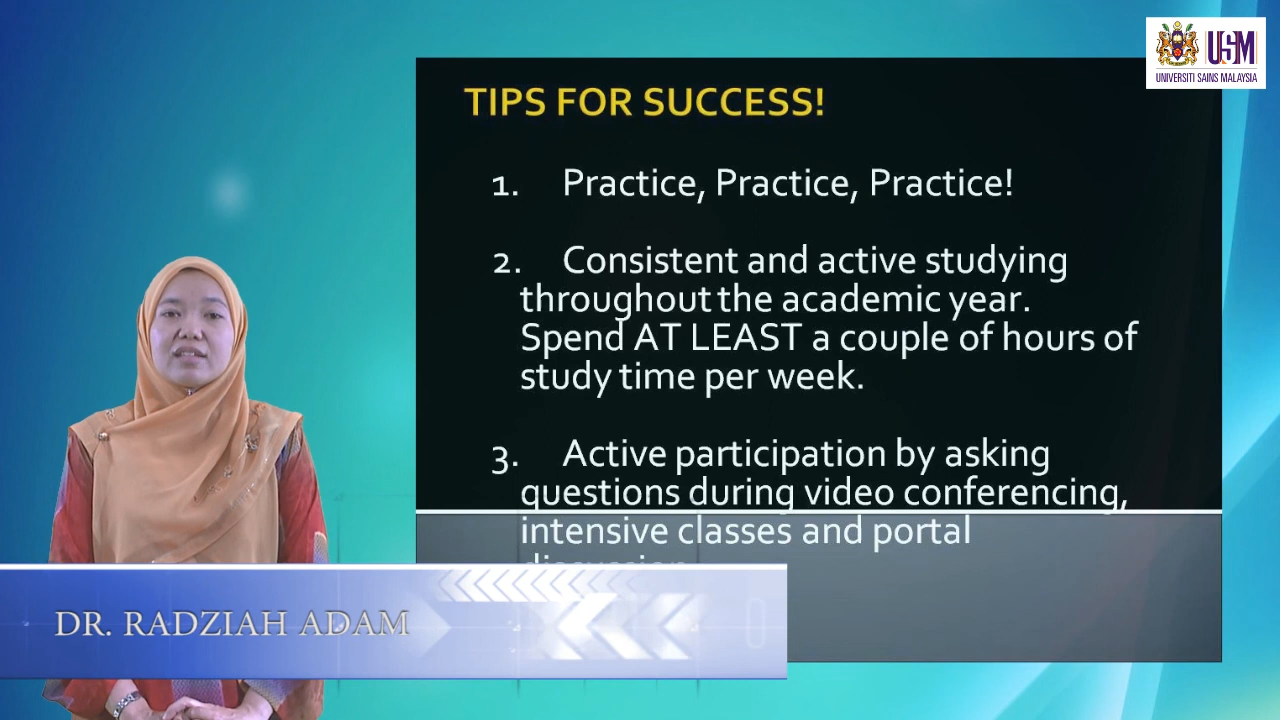 USM
UNIVERSITI SAINS MALAYSIA
TIPS FOR SUCCESS!
1. Practice, Practice, Practice!
2. Consistent and active studying
throughout the academic year.
Spend AT LEAST a couple of hours of
study time per week.
3. Active participation by asking
questions during video conferencing,
intensive classes and portal
DR. RADZIAH ADAM